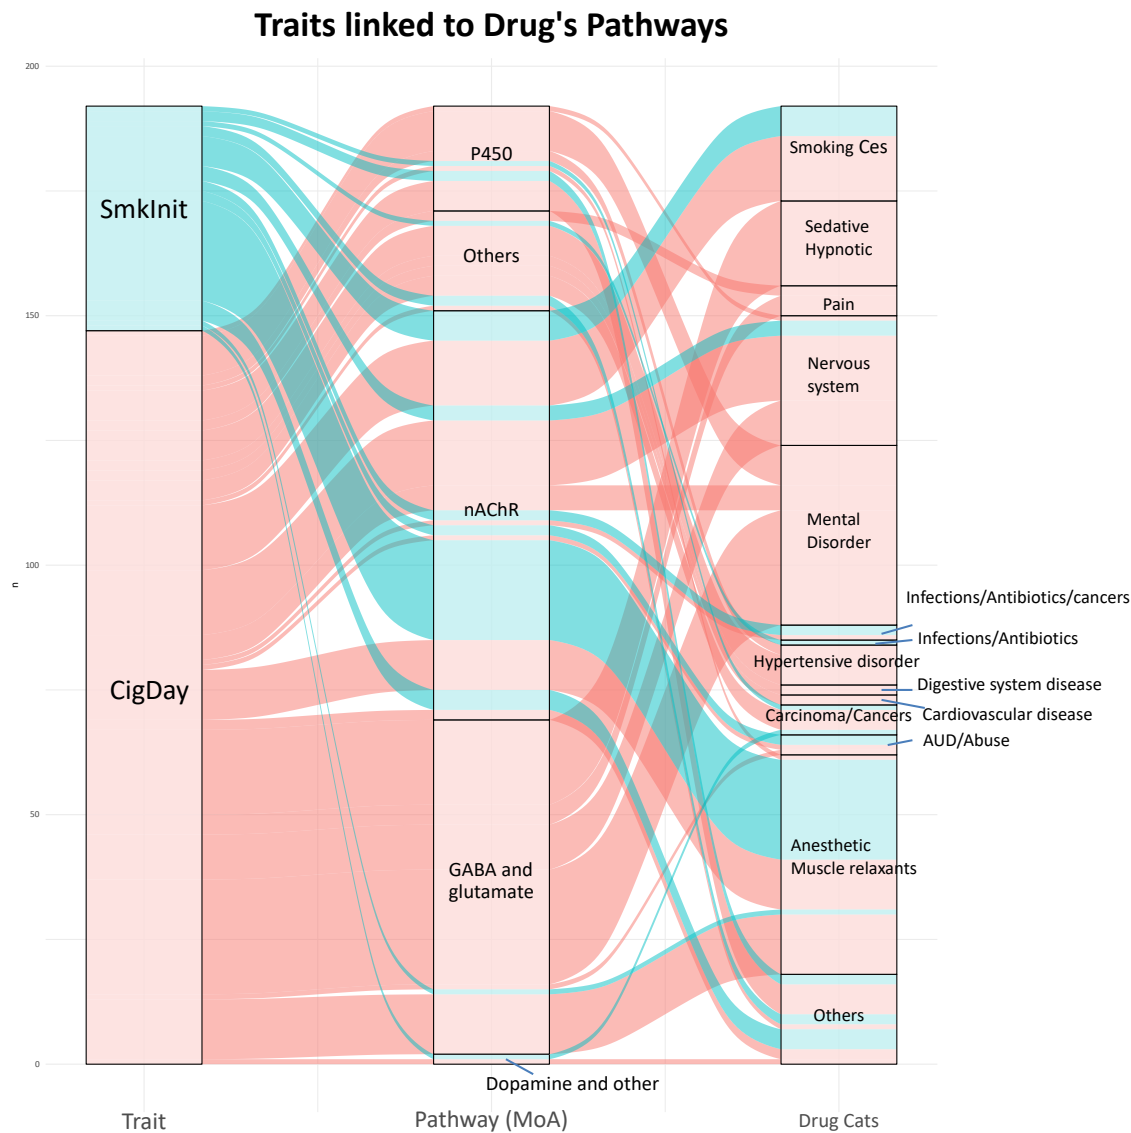 Traits linked to Drug's Pathways
200
150
100
50
0
n
SmkInit
CigDay
P450
Others
nAChR
GABA and
glutamate
Dopamine and other
Smoking Ces
Sedative
Hypnotic
Pain
Nervous
system
Mental
Disorder
Infections/Antibiotics/cancers
Infections/Antibiotics
Hypertensive disorder
Digestive system disease
Cardiovascular disease
Carcinoma/Cancers
AUD/Abuse
Anesthetic
Muscle relaxants
Others
Trait
Pathway (MoA)
Drug Cats